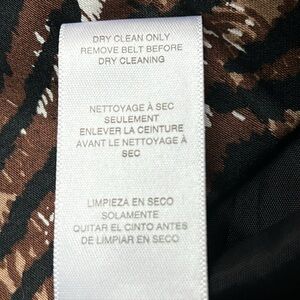 DRY CLEAN ONLY
REMOVE BELT BEFORE
DRY CLEANING
NETTOYAGE À SEC
SEULEMENT
ENLEVER LA CEINTURE
AVANT LE NETTOYAGE À
SEC
LIMPIEZA EN SECO
SOLAMENTE
QUITAR EL CINTO ANTES
DE LIMPIAR EN SECO